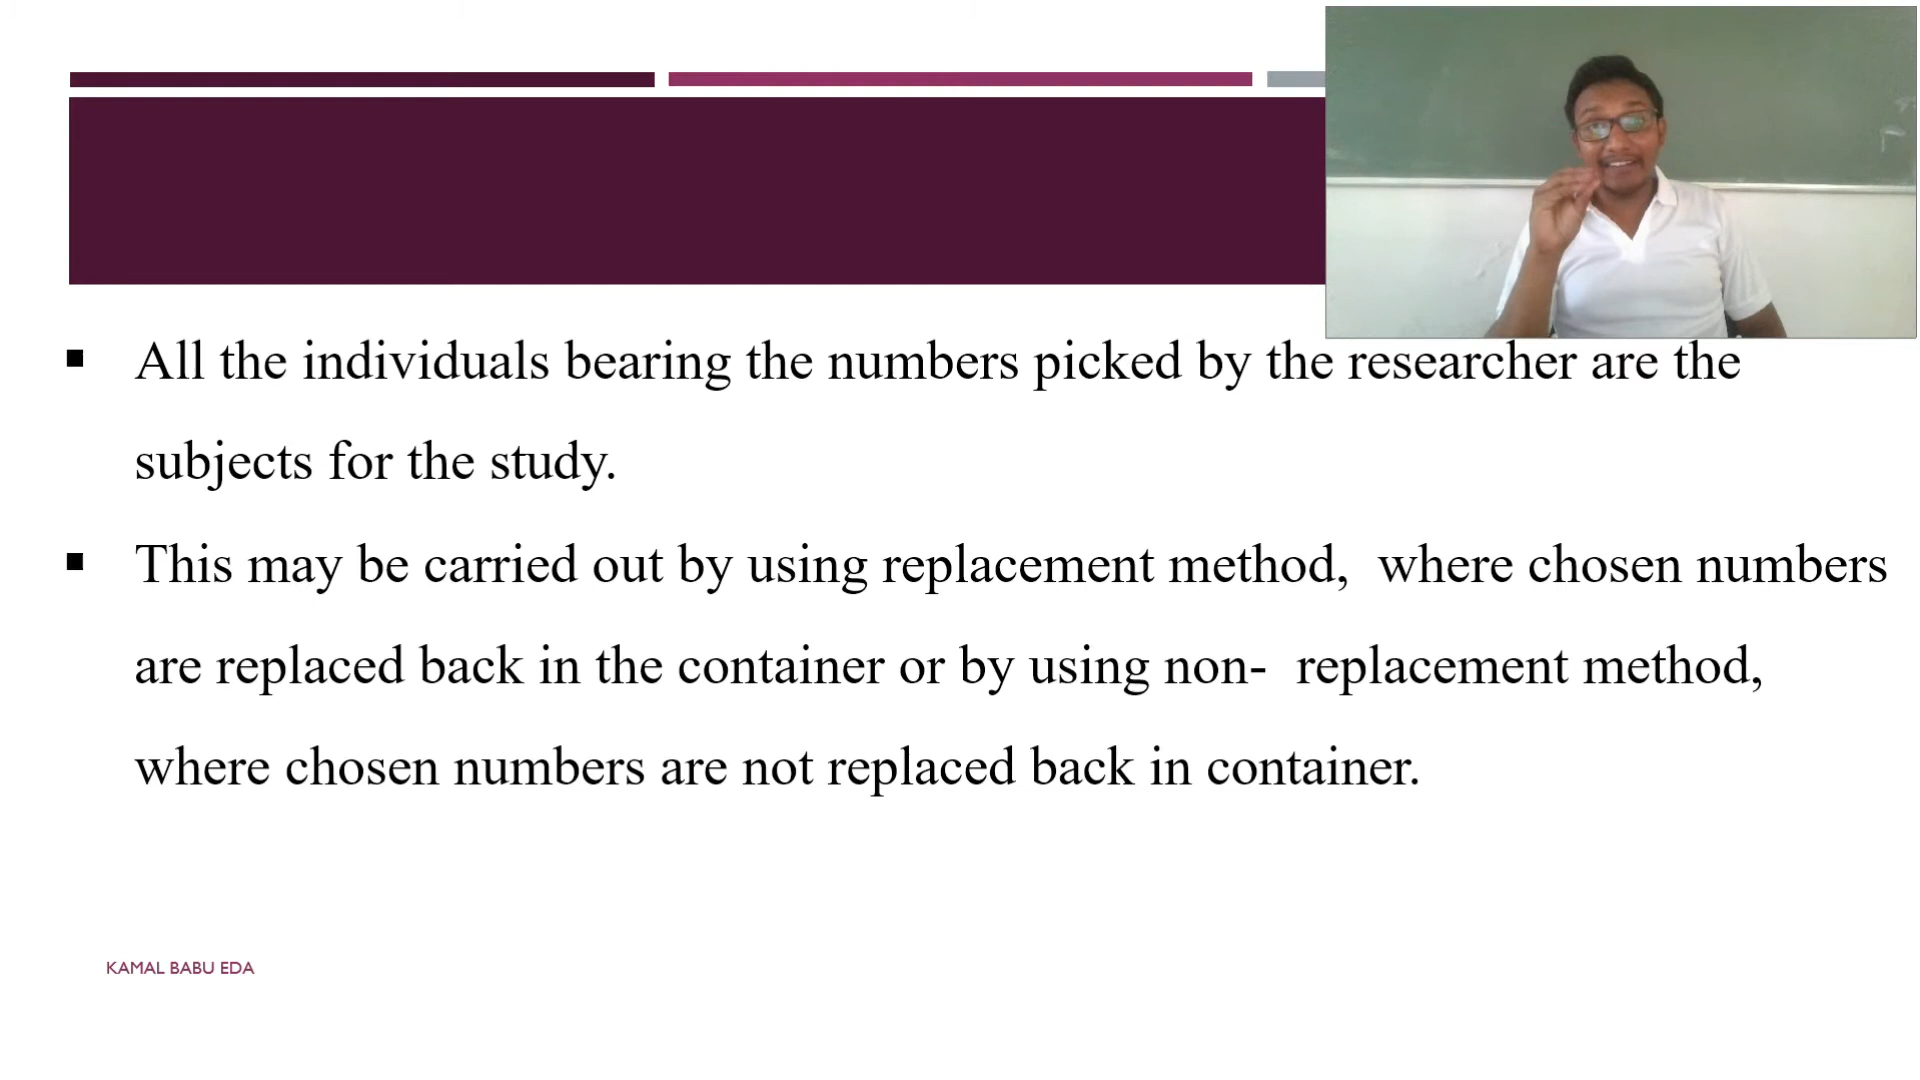 All the individuals bearing the numbers picked by the researcher are the
subjects for the study.
This may be carried out by using replacement method,  where chosen numbers
are replaced back in the container or by using non-  replacement method,
where chosen numbers are not replaced back in container.
KAMAL BABU EDA